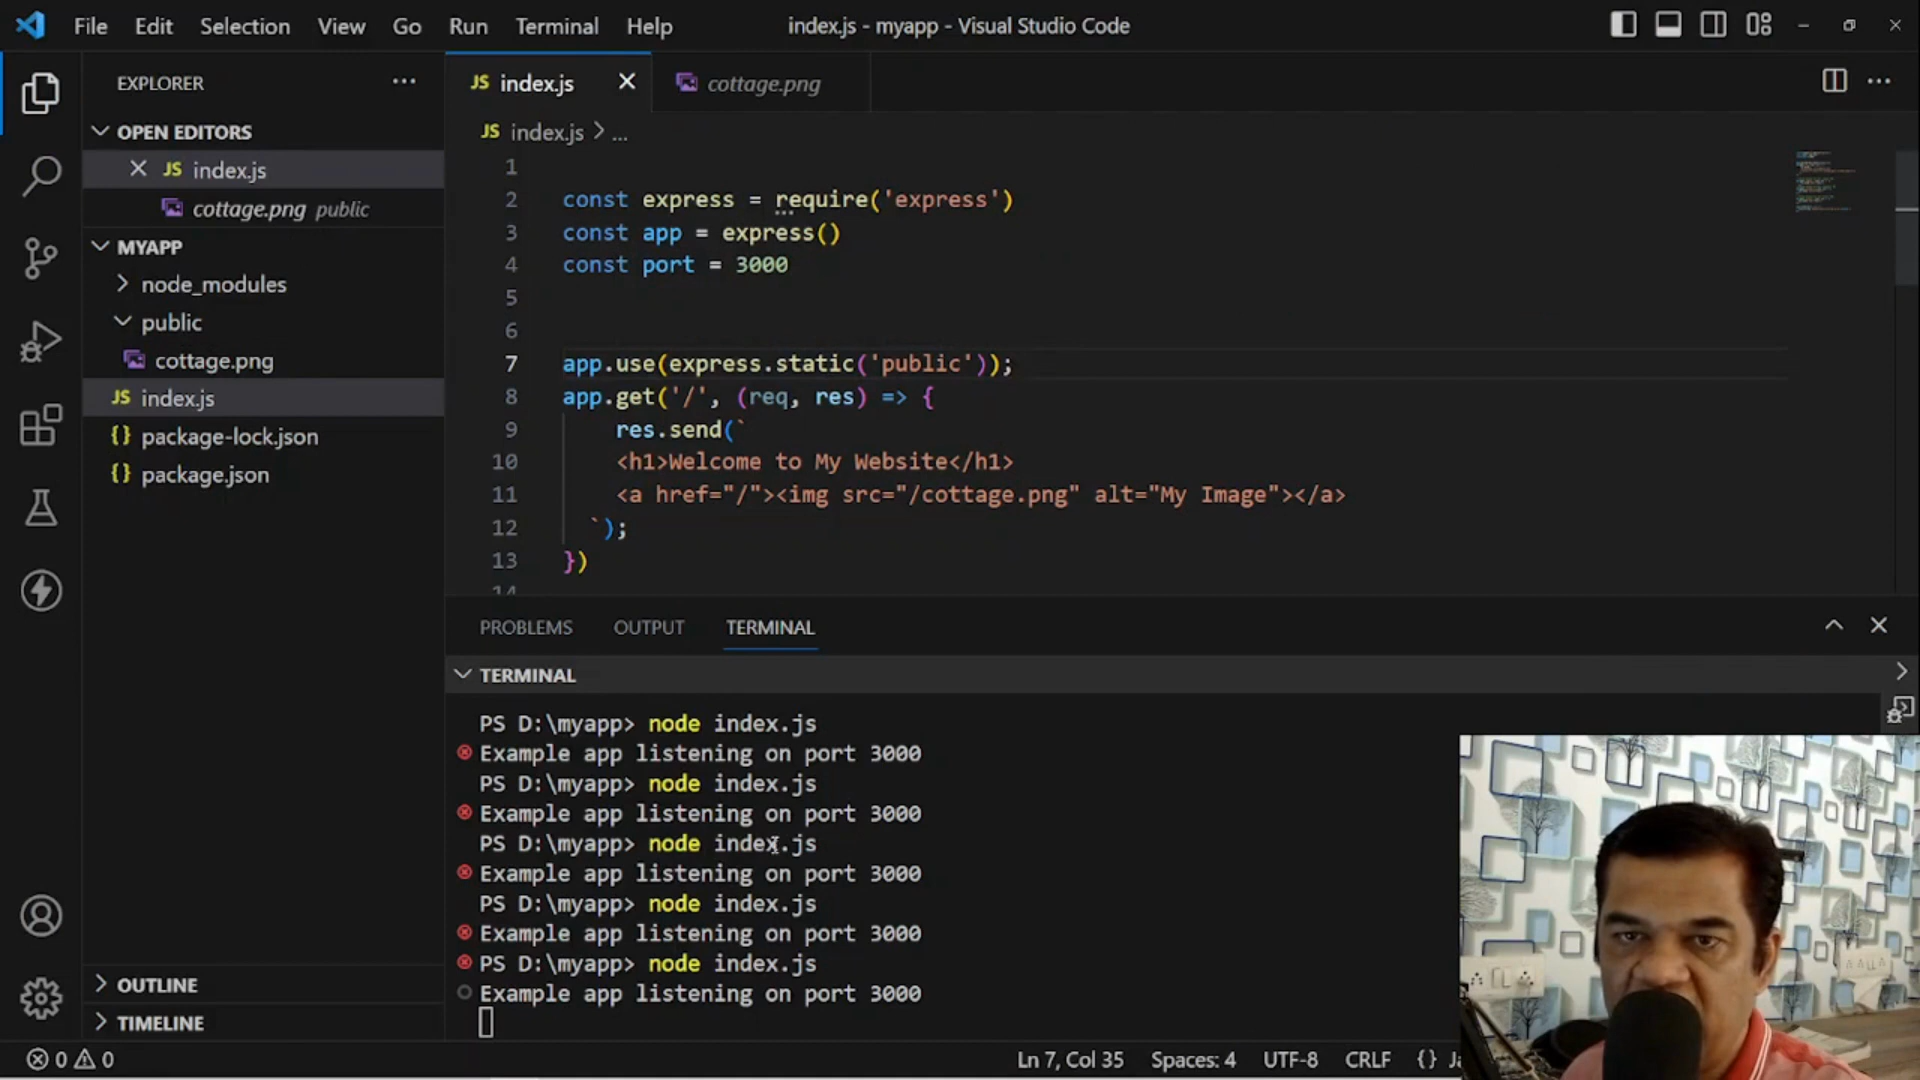 File Edit Selection View Go Run Terminal Help
index.js - myapp - Visual Studio Code
EXPLORER
OPEN EDITORS
JS index.js
cottage.png public
MYAPP
node_modules
public
cottage.png
JS index.js
{} package-lock.json
{} package.json
OUTLINE
TIMELINE
JS index.js
cottage.png
JS index.js > ...
1
2 const express = require('express')
3 const app = express()
4 const port = 3000
5
6
7 app.use(express.static('public'));
8 app.get('/', (req, res) => {
9 res.send(`
10 <h1>Welcome to My Website</h1>
11 <a href="/"><img src="/cottage.png" alt="My Image"></a>
12 `);
13 })
14
PROBLEMS OUTPUT TERMINAL
TERMINAL
PS D:\myapp> node index.js
Example app listening on port 3000
PS D:\myapp> node index.js
Example app listening on port 3000
PS D:\myapp> node index.js
Example app listening on port 3000
PS D:\myapp> node index.js
Example app listening on port 3000
PS D:\myapp> node index.js
Example app listening on port 3000
0 0
Ln 7, Col 35 Spaces: 4 UTF-8 CRLF {}